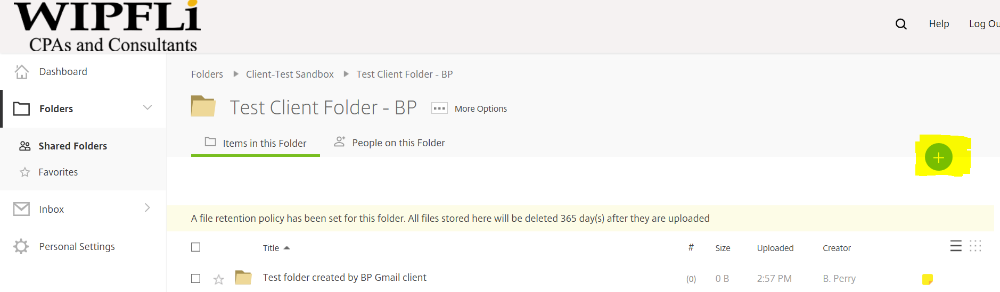 WIPFLi
CPAs and Consultants
Help
Log Ou
Dashboard
Folders
Shared Folders
Favorites
Inbox
Personal Settings
Folders Client-Test Sandbox Test Client Folder - BP
Test Client Folder - BP More Options
Items in this Folder People on this Folder
A file retention policy has been set for this folder. All files stored here will be deleted 365 day(s) after they are uploaded
Title # Size Uploaded Creator
Test folder created by BP Gmail client (0) 0 B 2:57 PM B. Perry